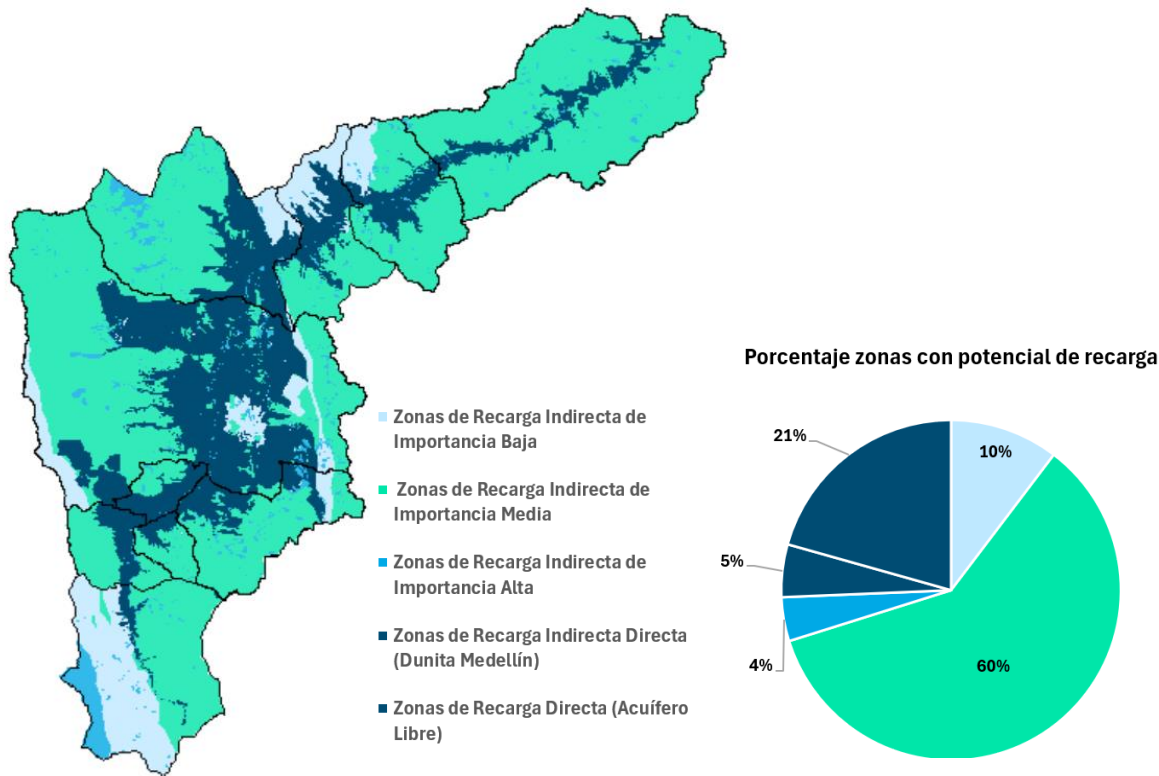 Porcentaje zonas con potencial de recarga
Zonas de Recarga Indirecta de
Importancia Baja
Zonas de Recarga Indirecta de
Importancia Media
Zonas de Recarga Indirecta de
Importancia Alta
Zonas de Recarga Indirecta Directa
(Dunita Medellín)
Zonas de Recarga Directa (Acuífero
Libre)
21%
10%
5%
4%
60%